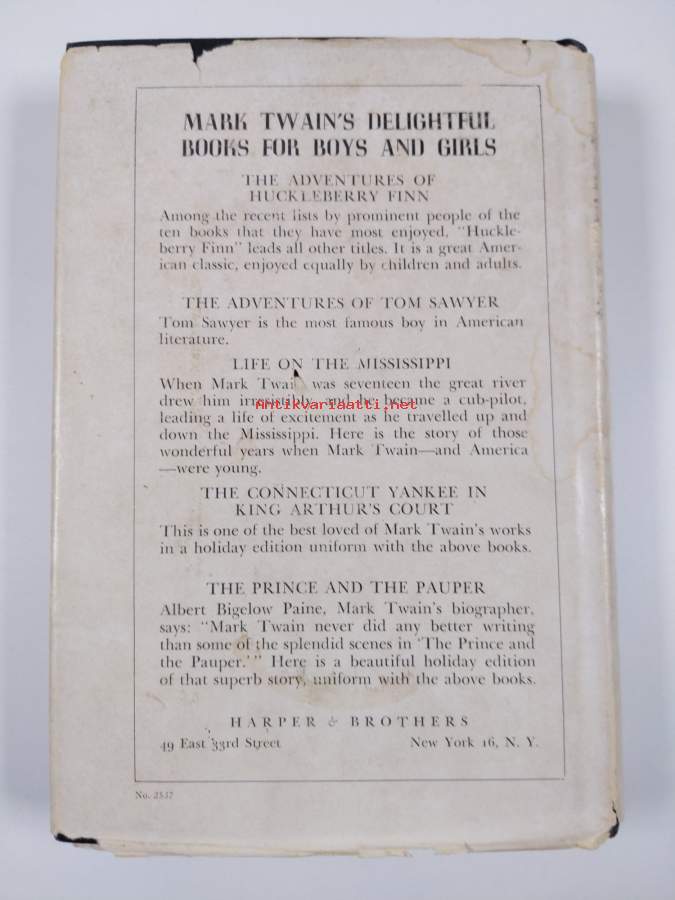 MARK TWAIN'S DELIGHTFUL
BOOKS FOR BOYS AND GIRLS
THE ADVENTURES OF
HUCKLEBERRY FINN
Among the recent lists by prominent people of the
ten books that they have most enjoyed, "Huckle-
berry Finn" leads all other titles. It is a great Amer-
ican classic, enjoyed equally by children and adults.
THE ADVENTURES OF TOM SAWYER
Tom Sawyer is the most famous boy in American
literature.
LIFE ON THE MISSISSIPPI
When Mark Twain was seventeen the great river
drew him irresistibly and he became a cub-pilot,
Antikvariaatti.net
leading a life of excitement as he travelled up and
down the Mississippi. Here is the story of those
wonderful years when Mark Twain—and America
—were young.
THE CONNECTICUT YANKEE IN
KING ARTHUR'S COURT
This is one of the best loved of Mark Twain's works
in a holiday edition uniform with the above books.
THE PRINCE AND THE PAUPER
Albert Bigelow Paine, Mark Twain's biographer,
says: "Mark Twain never did any better writing
than some of the splendid scenes in 'The Prince and
the Pauper.'" Here is a beautiful holiday edition
of that superb story, uniform with the above books.
HARPER & BROTHERS
49 East 33rd Street New York 16, N. Y.
No. 2537